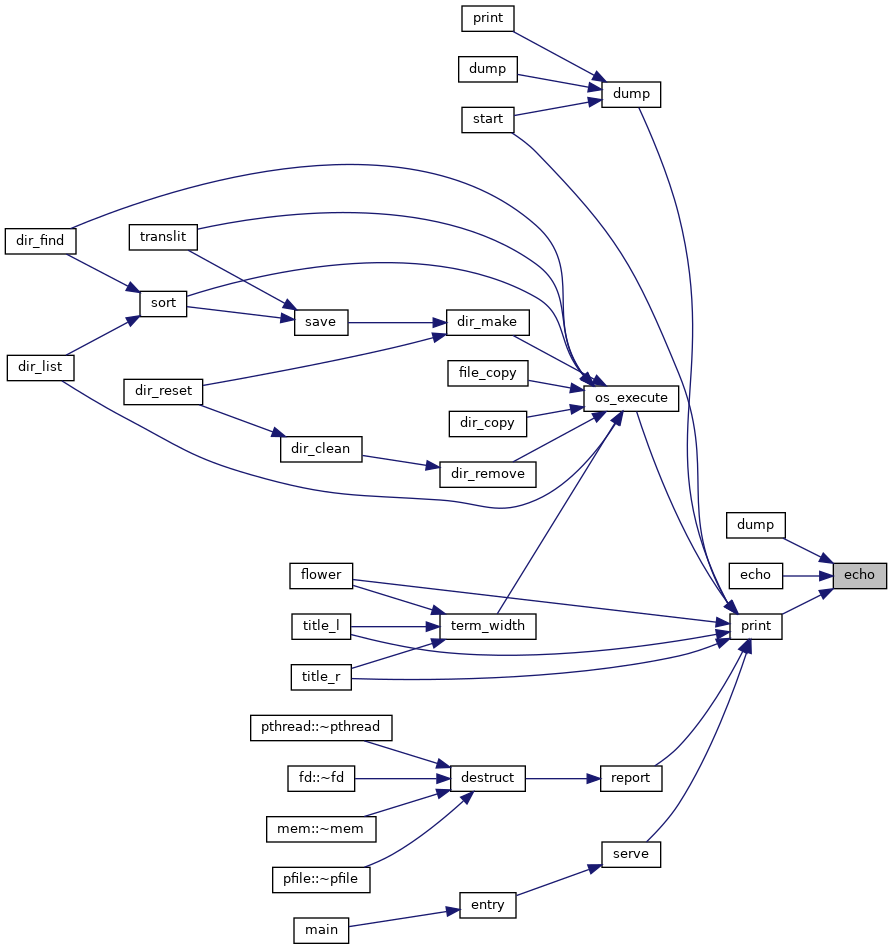 print
dump
dump
start
dir_find
translit
sort
save
dir_make
dir_list
file_copy
dir_reset
os_execute
dir_copy
dir_clean
dir_remove
dump
flower
echo
echo
title_l
term_width
print
title_r
pthread::~pthread
fd::~fd
destruct
report
mem::~mem
serve
pfile::~pfile
entry
main